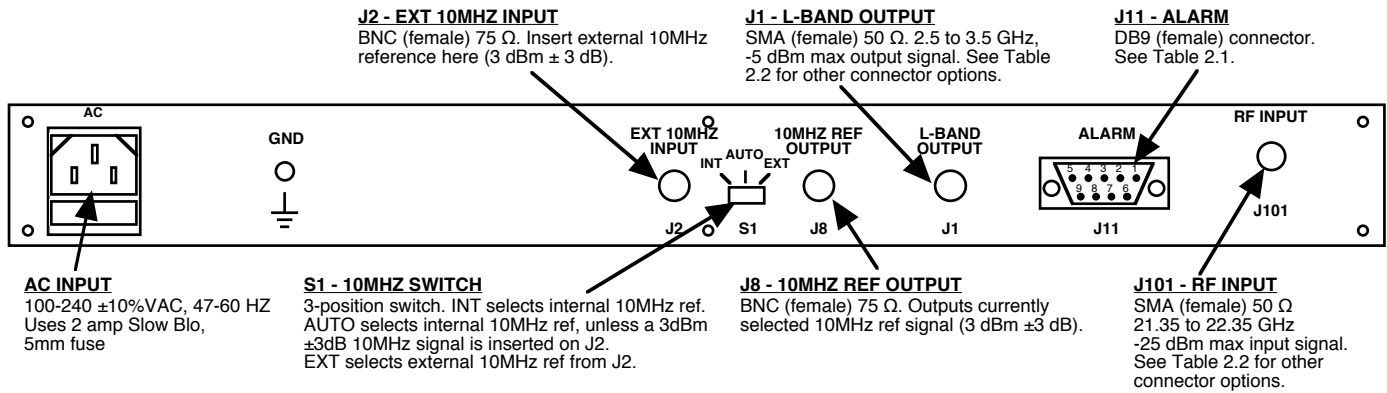 J2 - EXT 10MHZ INPUT
BNC (female) 75 Ω. Insert external 10MHz
reference here (3 dBm ± 3 dB).
J1 - L-BAND OUTPUT
SMA (female) 50 Ω. 2.5 to 3.5 GHz,
-5 dBm max output signal. See Table
2.2 for other connector options.
J11 - ALARM
DB9 (female) connector.
See Table 2.1.
AC
GND
EXT 10MHZ
INPUT
J2
INT
AUTO
EXT
S1
10MHZ REF
OUTPUT
J8
L-BAND
OUTPUT
J1
ALARM
5 4 3 2 1
9 8 7 6
J11
RF INPUT
J101
AC INPUT
100-240 ±10%VAC, 47-60 HZ
Uses 2 amp Slow Blo,
5mm fuse
S1 - 10MHZ SWITCH
3-position switch. INT selects internal 10MHz ref.
AUTO selects internal 10MHz ref, unless a 3dBm
±3dB 10MHz signal is inserted on J2.
EXT selects external 10MHz ref from J2.
J8 - 10MHZ REF OUTPUT
BNC (female) 75 Ω. Outputs currently
selected 10MHz ref signal (3 dBm ±3 dB).
J101 - RF INPUT
SMA (female) 50 Ω
21.35 to 22.35 GHz
-25 dBm max input signal.
See Table 2.2 for other
connector options.